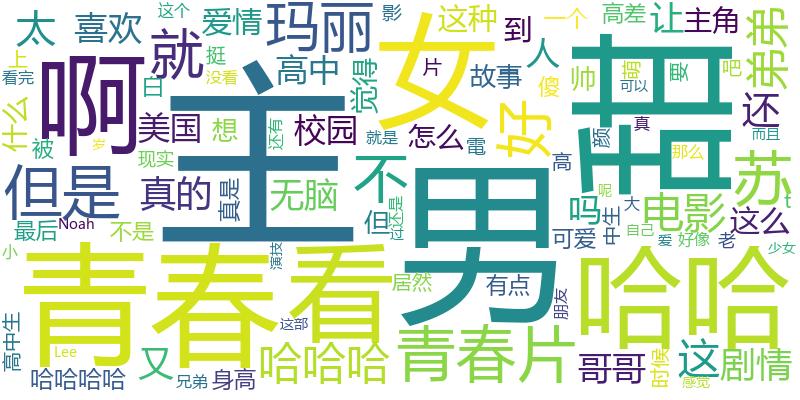 主
男
女
甜
青春
看
哈哈
啊
但是
好
就
玛丽
苏
不
太
喜欢
这个
爱情
上
看完
挺
没看
高中
觉得
影
这种
到
片
故事
一个
人
傻
高差
让
主角
帅
萌
可以
要
吧
弟弟
还
什么
白
被
美国
想
还有
校园
就是
怎么
電
高
颜
真
而且
岁
现实
真的
真是
无脑
但
过
还是
吗
电影
那么
这么
呢
大
t
最后
Noah
不是
可爱
中生
自己
爱
好像
老
少女
小
演技
居然
有点
朋友
这部
高中生
Lee
又
哈哈哈
青春片
哥哥
这
剧情
时候
感觉
哈哈哈哈
兄弟
身高